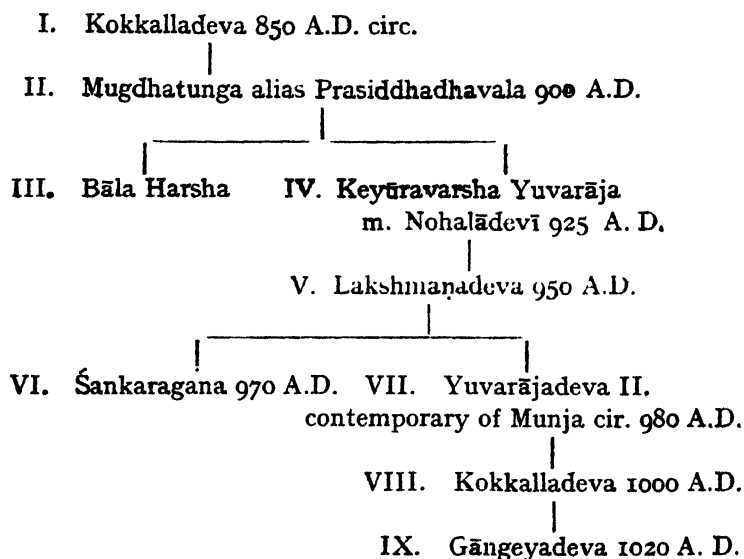 I. Kokkalladeva 850 A.D. circ.
II. Mugdhatunga alias Prasiddhadhavala 900 A.D.
III. Bāla Harsha IV. Keyūravarsha Yuvarāja
m. Nohalādevī 925 A. D.
V. Lakshmaṇadeva 950 A.D.
VI. Śankaragana 970 A.D. VII. Yuvarājadeva II.
contemporary of Munja cir. 980 A.D.
VIII. Kokkalladeva 1000 A.D.
IX. Gāngeyadeva 1020 A. D.